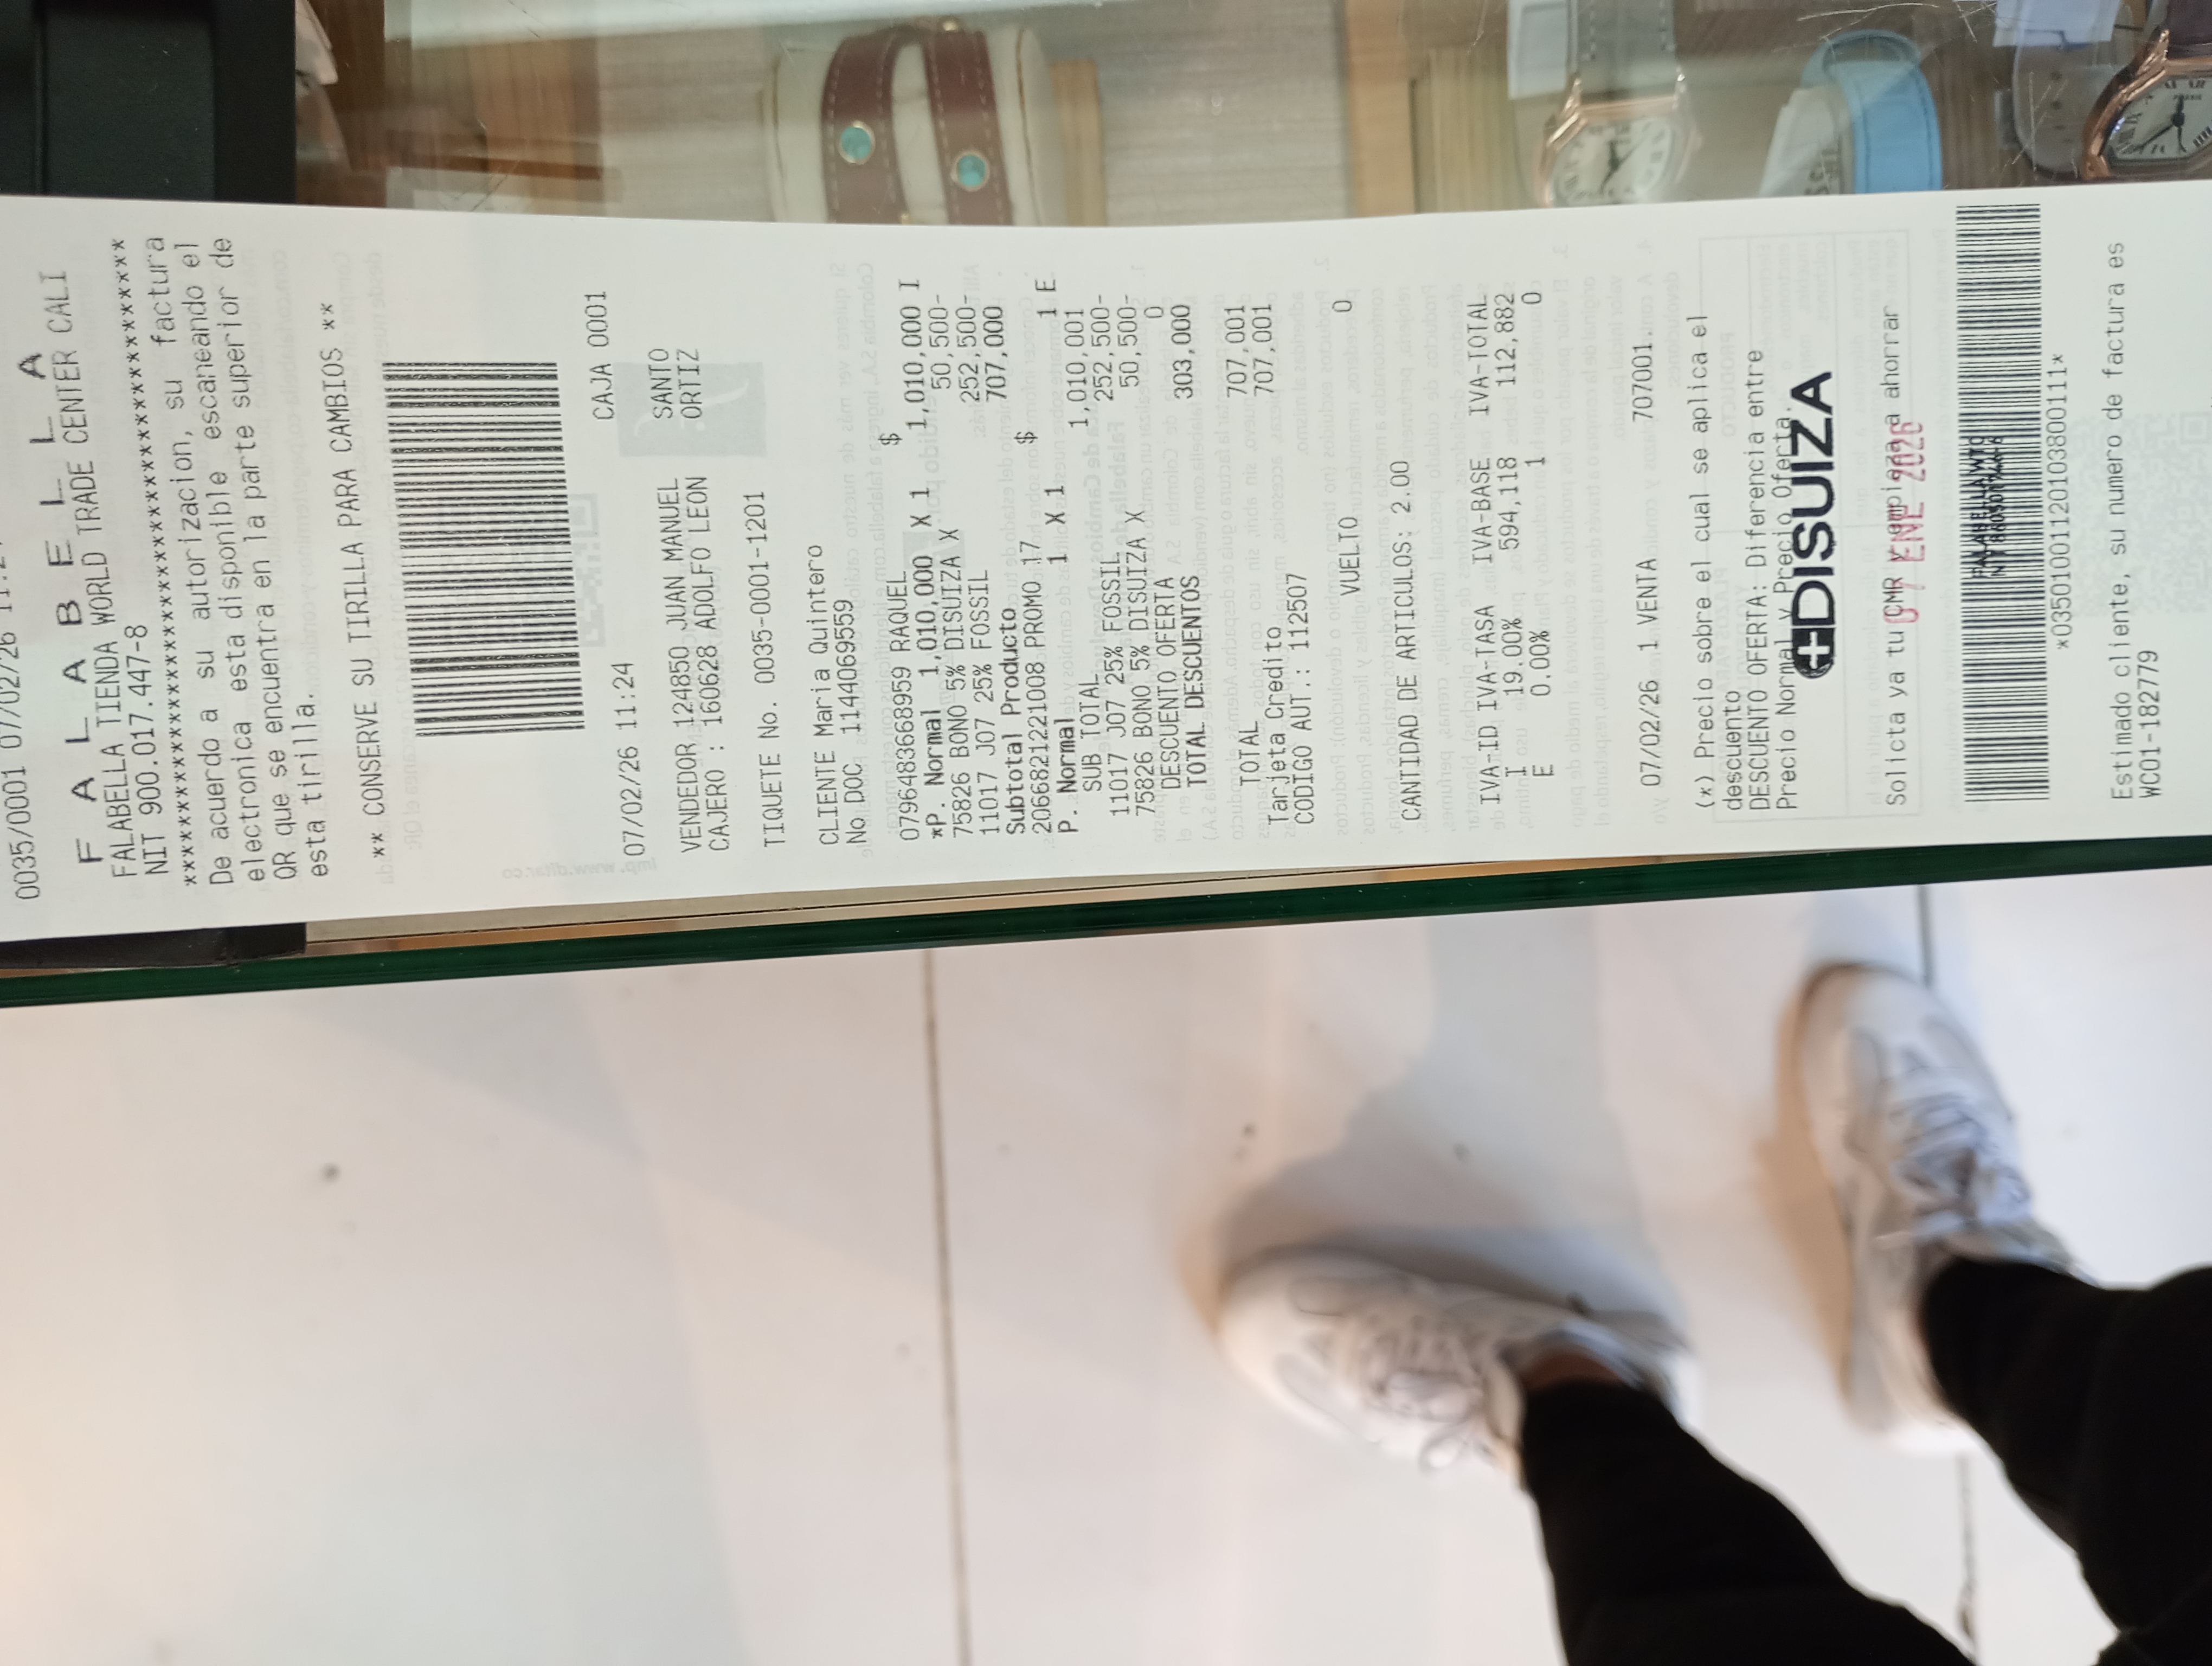 0035/0001 07/02/26
F A L A B E L L A
FALABELLA TIENDA WORLD TRADE CENTER CALI
NIT 900.017.447-8
****************************************
De acuerdo a su autorizacion, su factura
electronica esta disponible escaneando el
QR que se encuentra en la parte superior de
esta tirilla.
** CONSERVE SU TIRILLA PARA CAMBIOS **
CAJA 0001
07/02/26 11:24
VENDEDOR 124850 JUAN MANUEL SANTO
CAJERO : 160628 ADOLFO LEON ORTIZ
TIQUETE No. 0035-0001-1201
CLIENTE Maria Quintero
No.DOC. 1144069559
0796483668959 RAQUEL $
*P. Normal 1,010,000 X 1 1,010,000 I
75826 BONO 5% DISUIZA X 50,500-
11017 JO7 25% FOSSIL 252,500-
Subtotal Producto 707,000
2066821221008 PROMO 17 $
P. Normal 1 X 1 1 E
SUB TOTAL 1,010,001
11017 JO7 25% FOSSIL 252,500-
75826 BONO 5% DISUIZA X 50,500-
DESCUENTO OFERTA 0
TOTAL DESCUENTOS 303,000
TOTAL 707,001
Tarjeta Credito 707,001
CODIGO AUT.: 112507
VUELTO 0
CANTIDAD DE ARTICULOS: 2.00
IVA-ID IVA-TASA IVA-BASE IVA-TOTAL
I 19.00% 594,118 112,882
E 0.00% 1 0
07/02/26 1 VENTA 707001.
(*) Precio sobre el cual se aplica el
descuento
DESCUENTO OFERTA: Diferencia entre
Precio Normal y Precio Oferta.
DISUIZA
Solicta ya tu CMR y empieza a ahorrar
07 ENE 2026
FALABELLA WTC
*035010011201038001​11*
Estimado cliente, su numero de factura es
WC01-182779